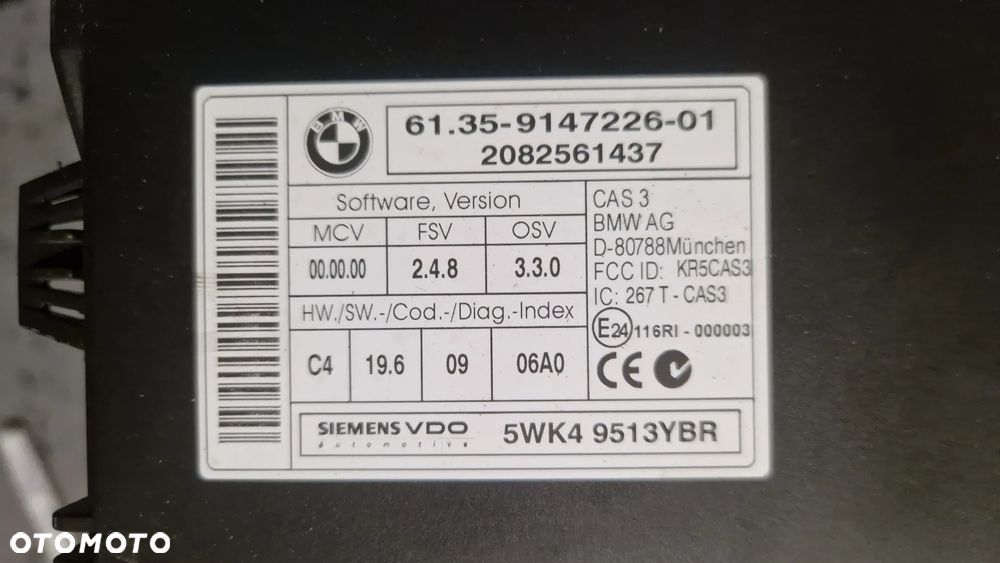 BMW
61.35-9147226-01
2082561437
Software, Version
MCV FSV OSV
00.00.00 2.4.8 3.3.0
HW./SW.-/Cod.-/Diag.-Index
C4 19.6 09 06A0
CAS 3
BMW AG
D-80788München
FCC ID: KR5CAS3
IC: 267 T - CAS3
E24 116RI - 000003
CE
SIEMENS VDO
automotive
5WK4 9513YBR
OTOMOTO